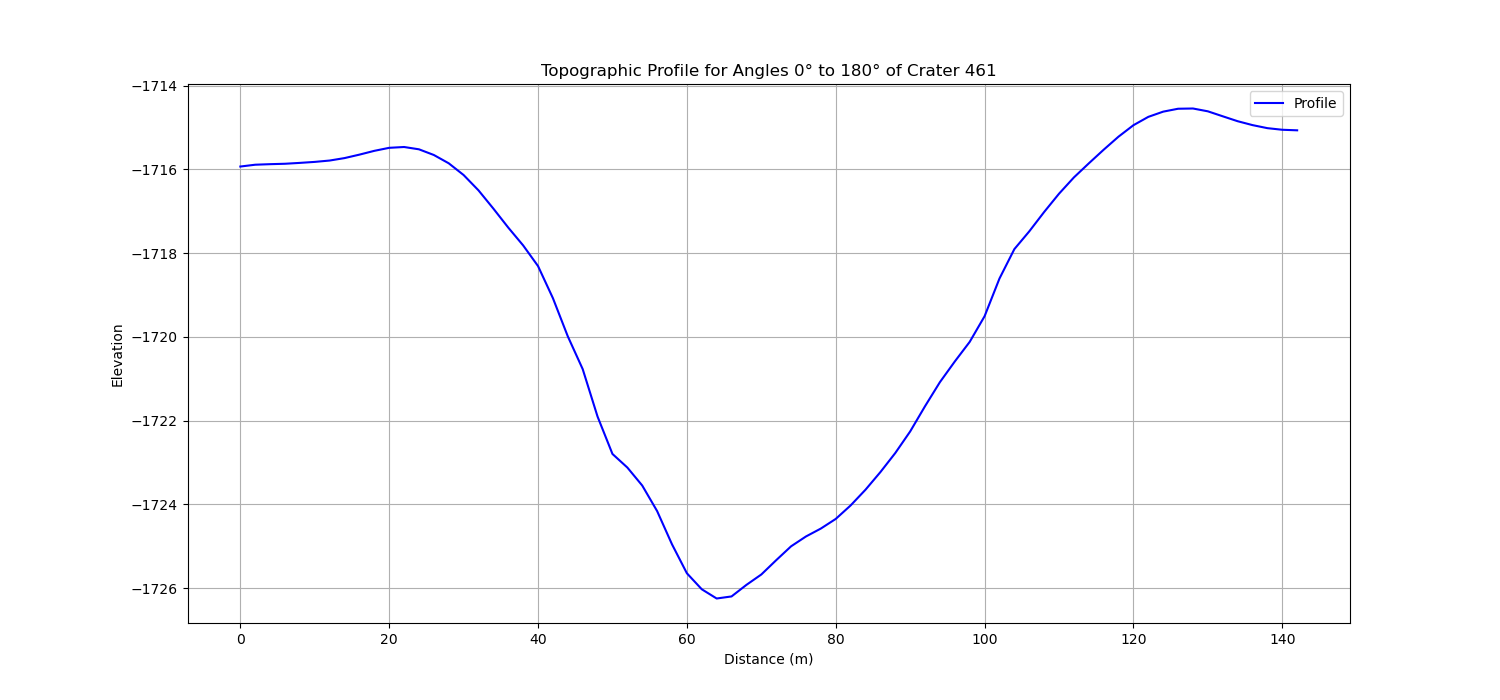 Topographic Profile for Angles 0° to 180° of Crater 461
Profile
−1714
−1716
−1718
−1720
−1722
−1724
−1726
Elevation
0 20 40 60 80 100 120 140
Distance (m)